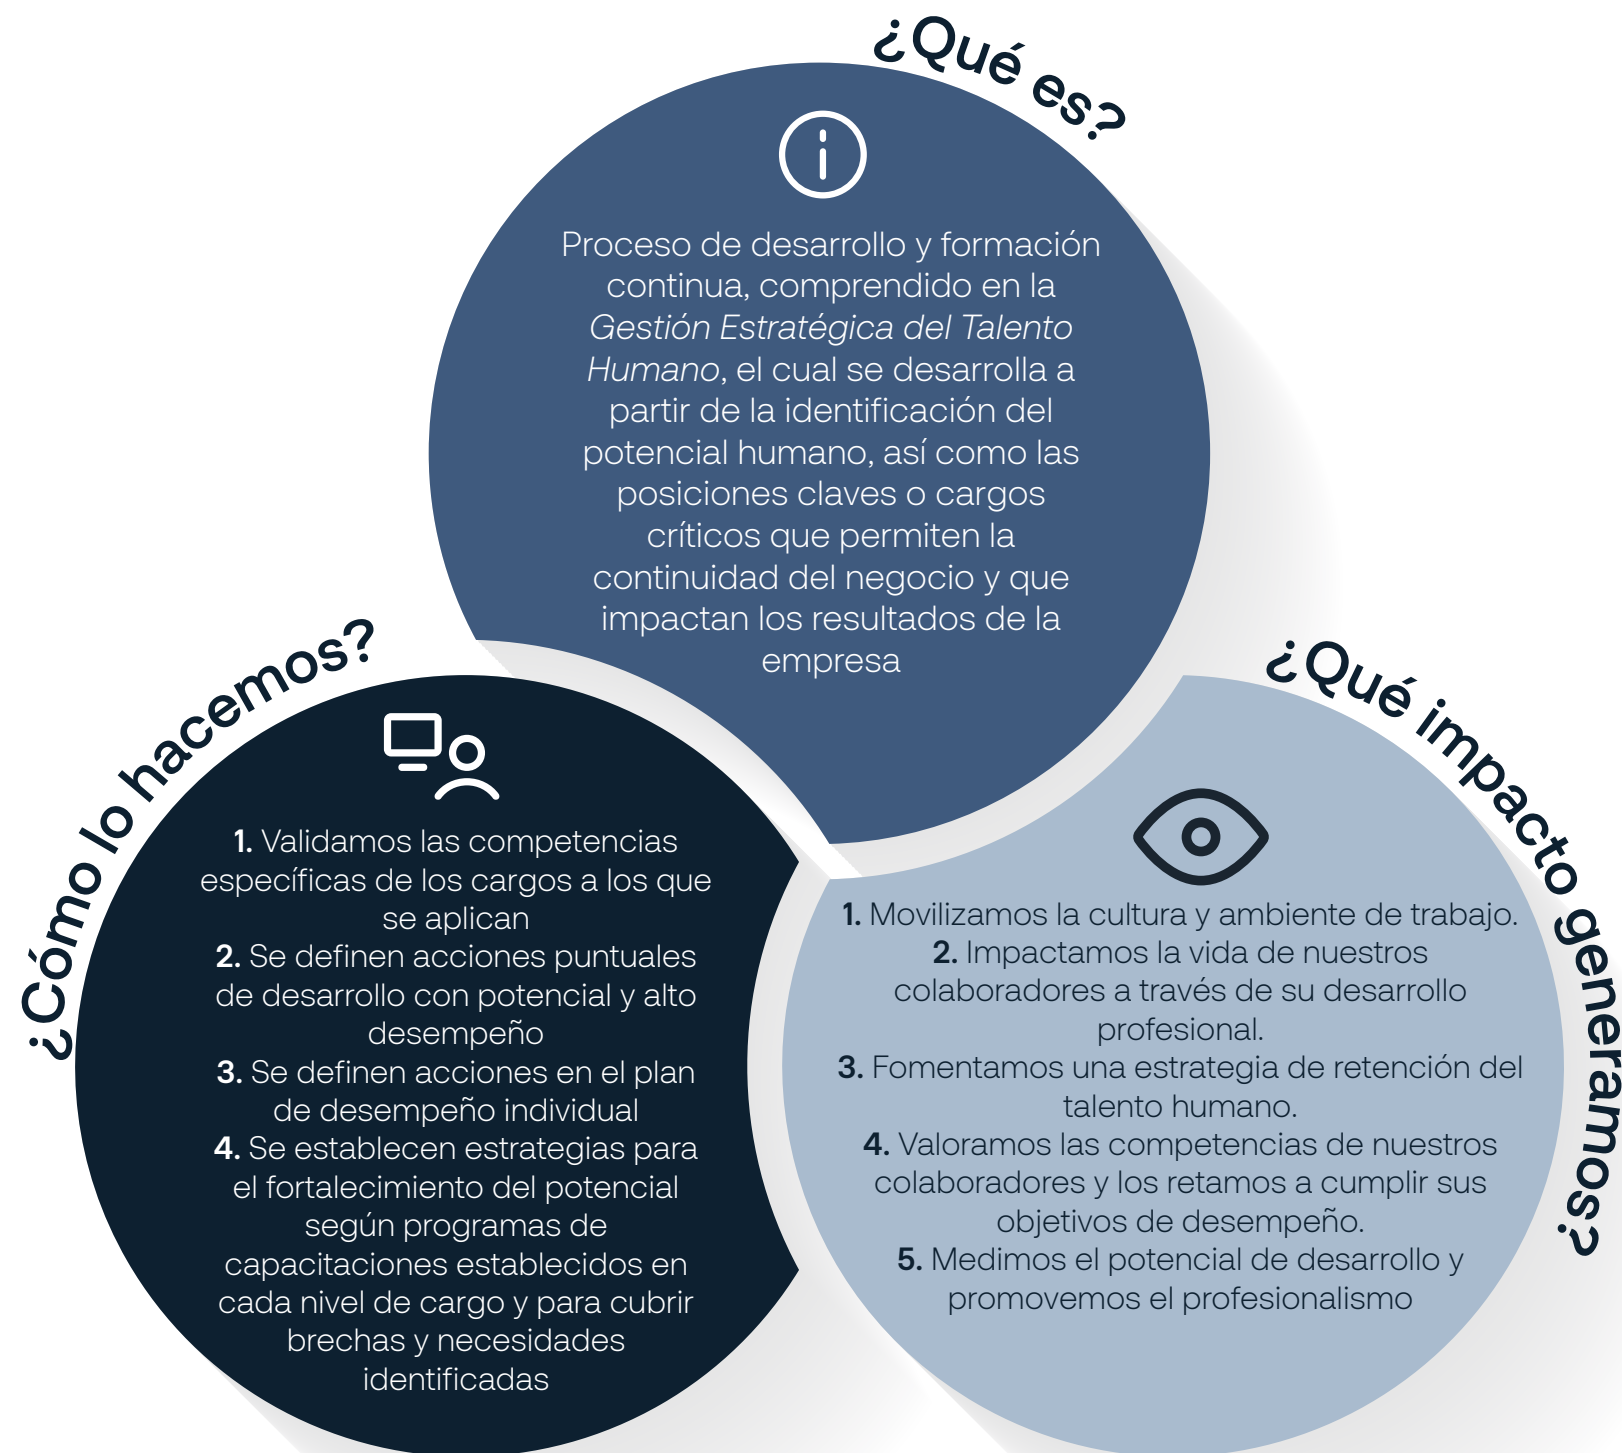 ¿Qué es?
Proceso de desarrollo y formación
continua, comprendido en la
Gestión Estratégica del Talento
Humano, el cual se desarrolla a
partir de la identificación del
potencial humano, así como las
posiciones claves o cargos
críticos que permiten la
continuidad del negocio y que
impactan los resultados de la
empresa
¿Cómo lo hacemos?
1. Validamos las competencias
específicas de los cargos a los que
se aplican
2. Se definen acciones puntuales
de desarrollo con potencial y alto
desempeño
3. Se definen acciones en el plan
de desempeño individual
4. Se establecen estrategias para
el fortalecimiento del potencial
según programas de
capacitaciones establecidos en
cada nivel de cargo y para cubrir
brechas y necesidades
identificadas
¿Qué impacto generamos?
1. Movilizamos la cultura y ambiente de trabajo.
2. Impactamos la vida de nuestros
colaboradores a través de su desarrollo
profesional.
3. Fomentamos una estrategia de retención del
talento humano.
4. Valoramos las competencias de nuestros
colaboradores y los retamos a cumplir sus
objetivos de desempeño.
5. Medimos el potencial de desarrollo y
promovemos el profesionalismo